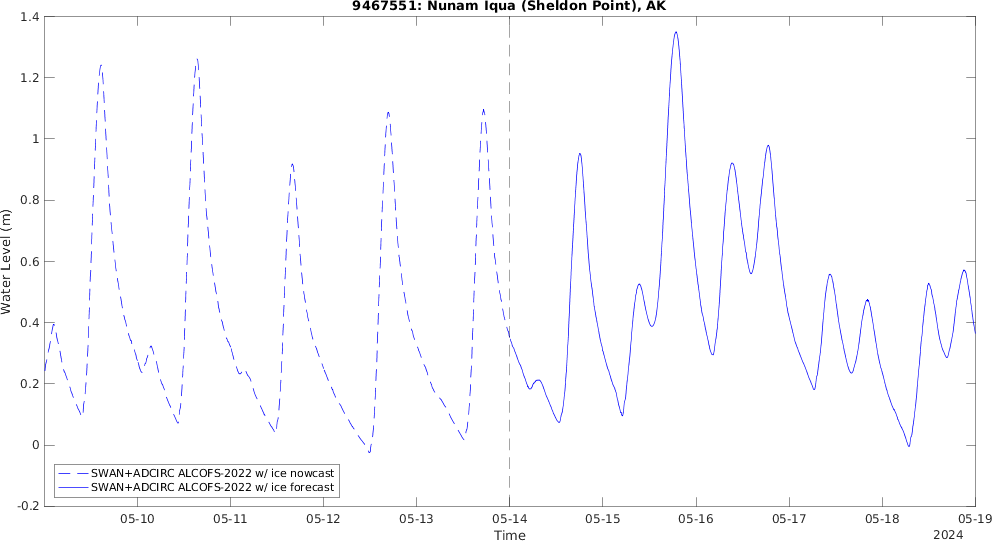 9467551: Nunam Iqua (Sheldon Point), AK
Water Level (m)
1.4
1.2
1
0.8
0.6
0.4
0.2
0
-0.2
SWAN+ADCIRC ALCOFS-2022 w/ ice nowcast
SWAN+ADCIRC ALCOFS-2022 w/ ice forecast
05-10 05-11 05-12 05-13 05-14 05-15 05-16 05-17 05-18 05-19
Time
2024